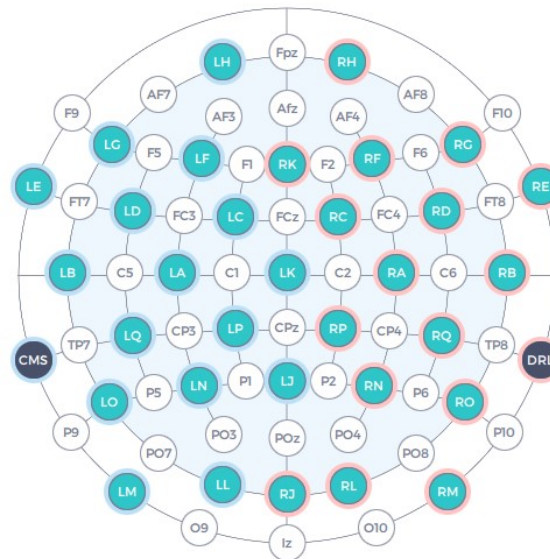 Fpz
LH RH
AF7 AF8
Afz
F9 AF3 AF4 F10
LG F5 LF F1 RK F2 RF F6 RG
LE RE
FT7 LD FC3 LC FCz RC FC4 RD FT8
LB C5 LA C1 LK C2 RA C6 RB
TP7 LQ CP3 LP CPz RP CP4 RQ TP8
CMS DRL
LO P5 LN P1 LJ P2 RN P6 RO
P9 PO3 POz PO4 P10
PO7 PO8
LM LL RJ RL RM
O9 O10
Iz